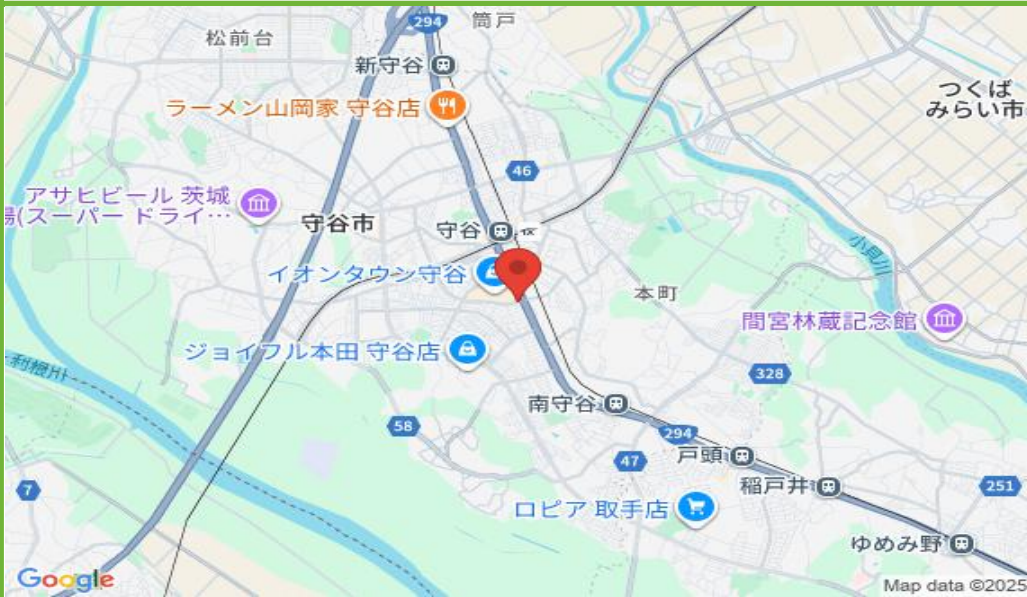 294
筒戸
松前台
新守谷
つくば
みらい市
ラーメン山岡家 守谷店
46
アサヒビール 茨城
場(スーパー ドライ…
守谷市
守谷
小貝川
イオンタウン守谷
本町
間宮林蔵記念館
ジョイフル本田 守谷店
利根川
328
南守谷
58
294
47
戸頭
7
稲戸井
251
ロピア 取手店
ゆめみ野
Google
Map data ©2025